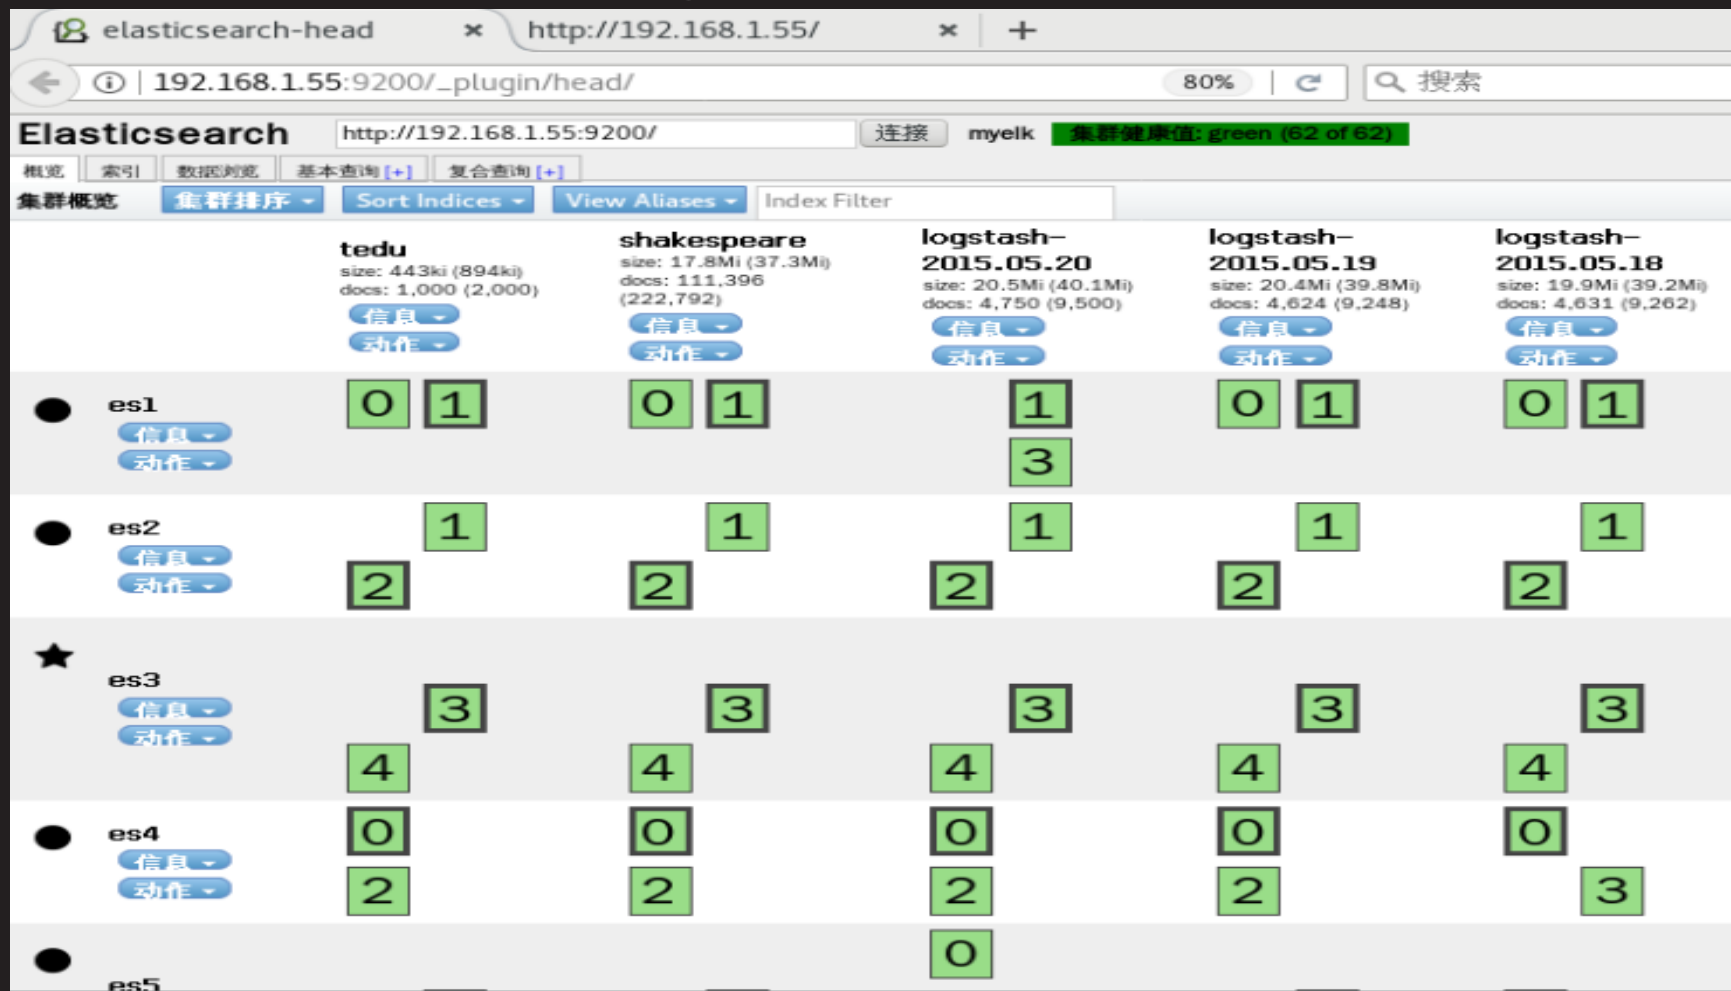 elasticsearch-head × http://192.168.1.55/ × +
192.168.1.55:9200/_plugin/head/ 80% 搜索
Elasticsearch http://192.168.1.55:9200/ 连接 myelk 集群健康值: green (62 of 62)
概览 索引 数据浏览 基本查询 [+] 复合查询 [+]
集群概览 集群排序 Sort Indices View Aliases Index Filter
tedu
size: 443ki (894ki)
docs: 1,000 (2,000)
信息
动作
shakespeare
size: 17.8Mi (37.3Mi)
docs: 111,396
(222,792)
信息
动作
logstash-
2015.05.20
size: 20.5Mi (40.1Mi)
docs: 4,750 (9,500)
信息
动作
logstash-
2015.05.19
size: 20.4Mi (39.8Mi)
docs: 4,624 (9,248)
信息
动作
logstash-
2015.05.18
size: 19.9Mi (39.2Mi)
docs: 4,631 (9,262)
信息
动作
es1
信息
动作
0 1 0 1 1 0 1 0 1
3
es2
信息
动作
1 1 1 1 1
2 2 2 2 2
es3
信息
动作
3 3 3 3 3
4 4 4 4 4
es4
信息
动作
0 0 0 0 0
2 2 2 2 3
0
es5